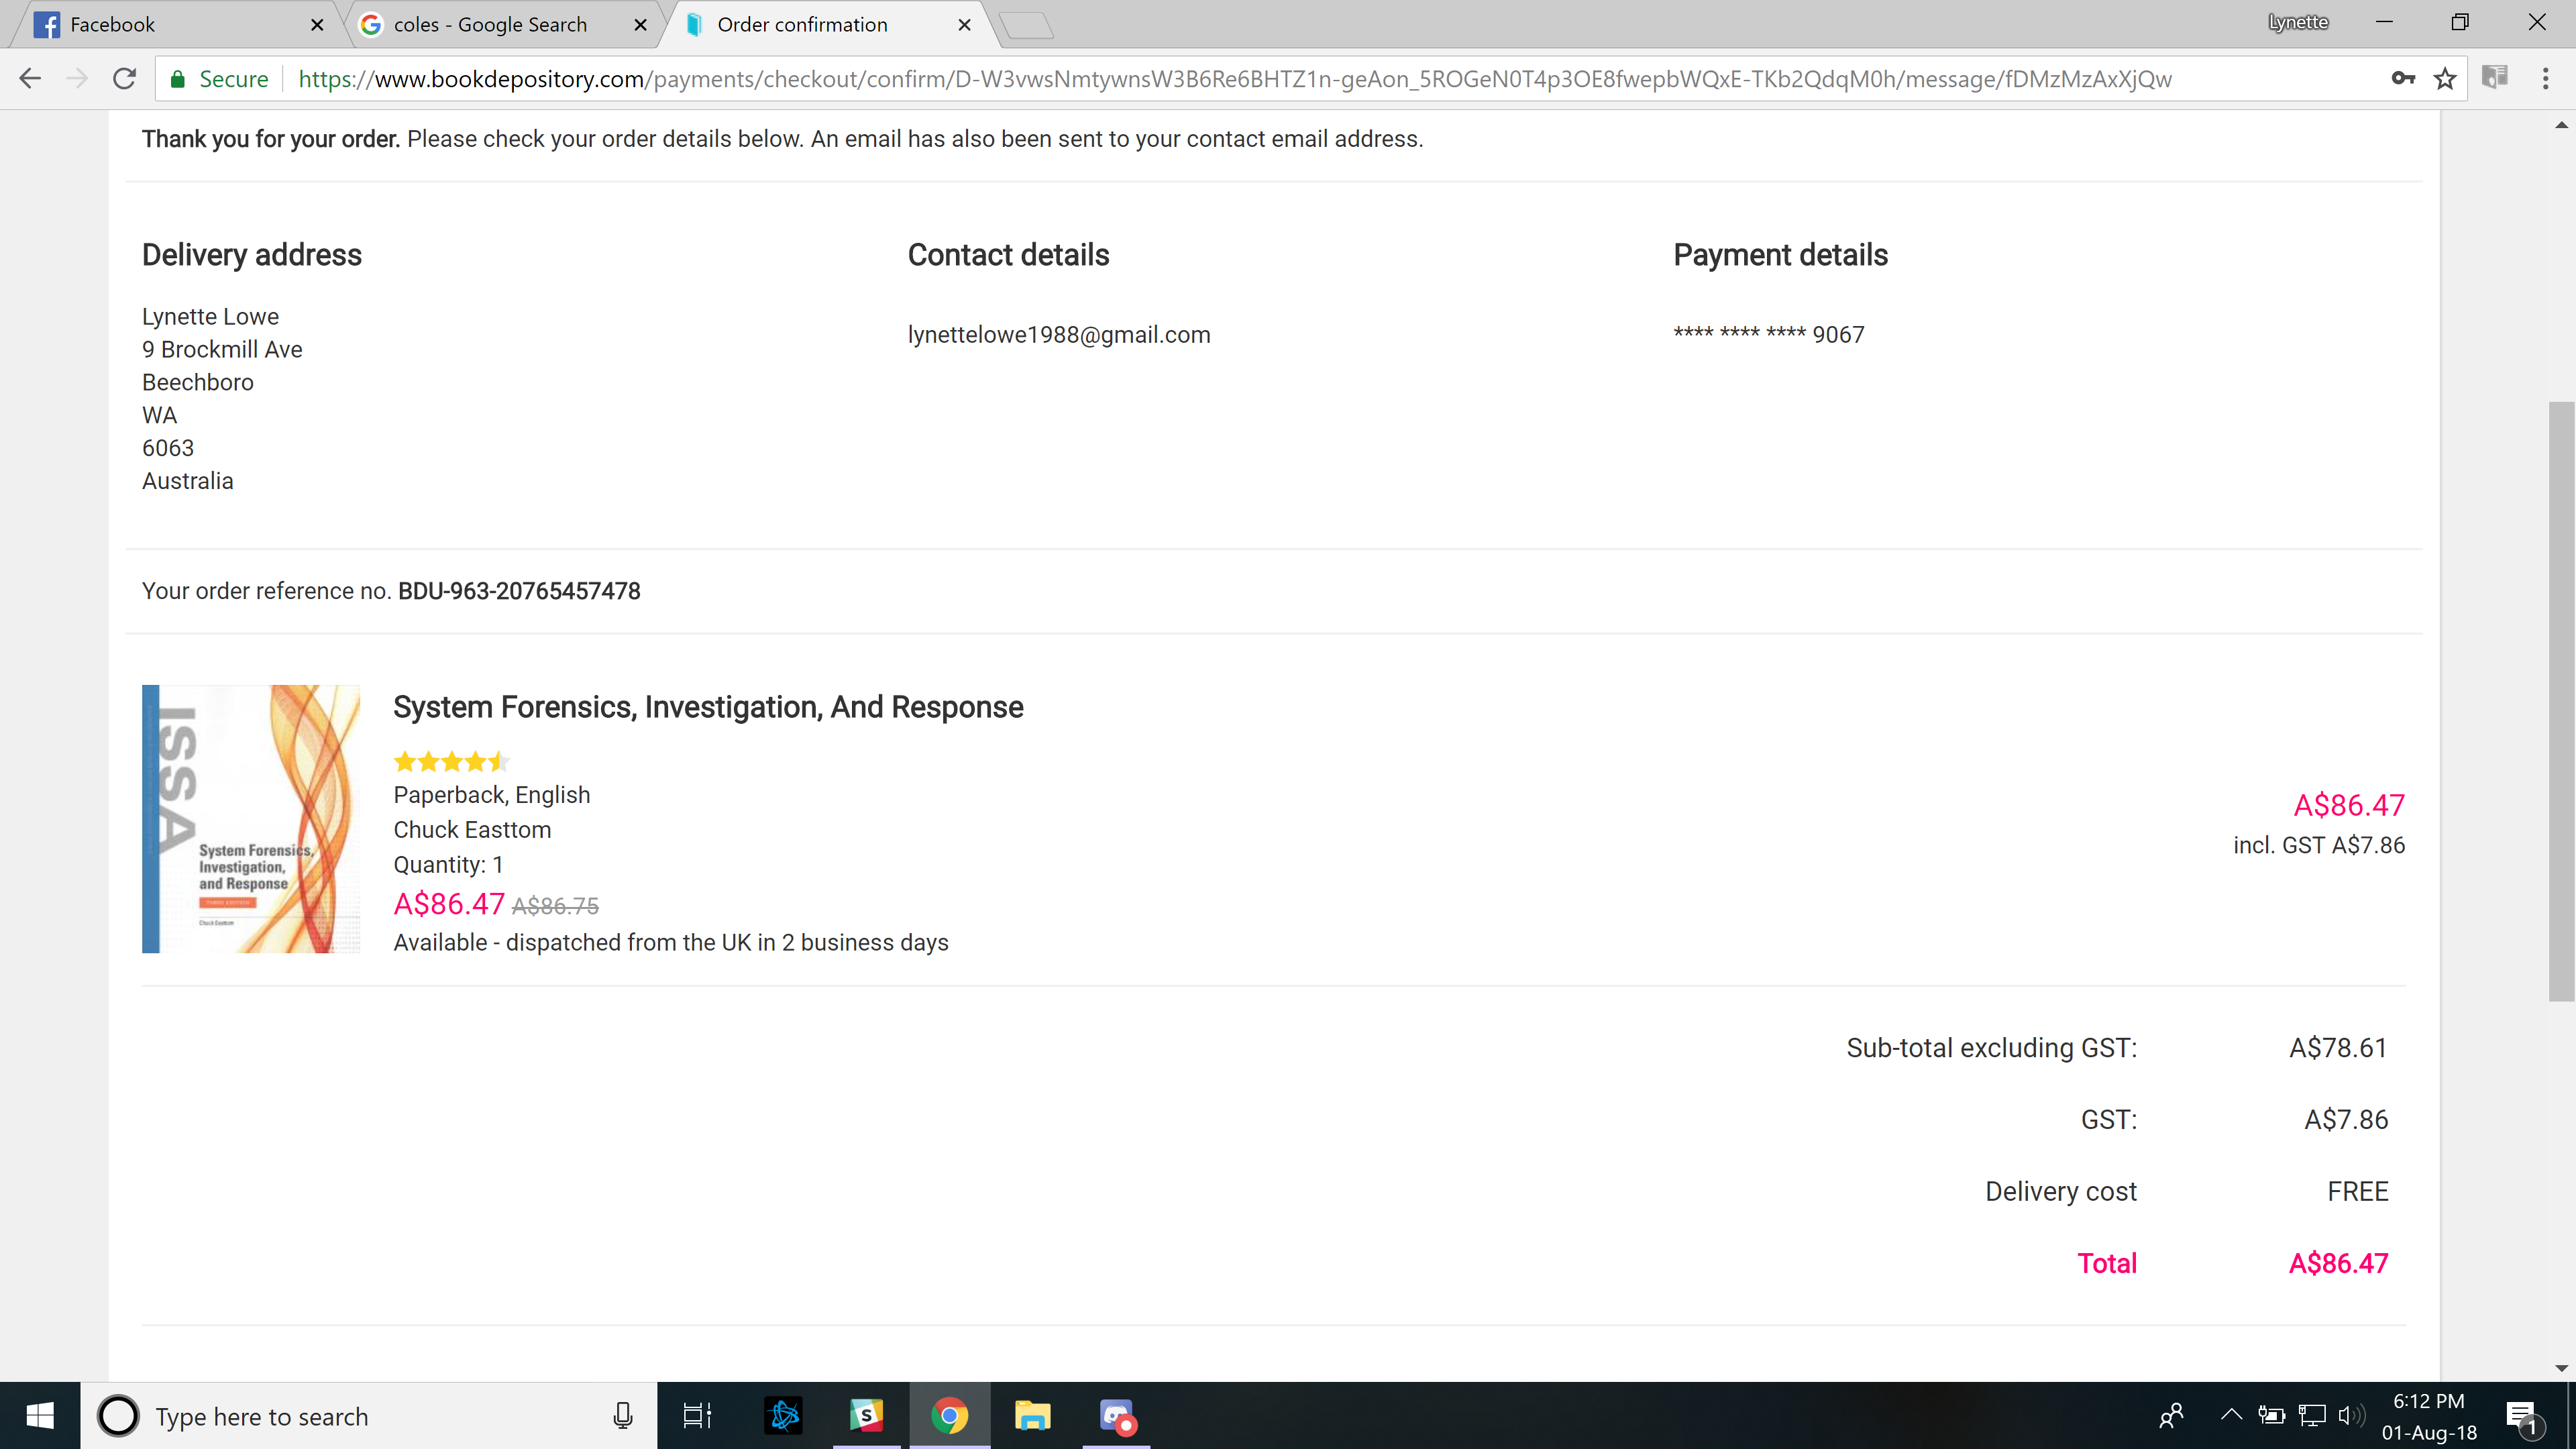 Facebook
coles - Google Search
Order confirmation
Lynette
Secure
https://www.bookdepository.com/payments/checkout/confirm/D-W3vwsNmtywnsW3B6Re6BHTZ1n-geAon_5ROGeN0T4p3OE8fwepbWQxE-TKb2QdqM0h/message/fDMzMzAxXjQw
Thank you for your order. Please check your order details below. An email has also been sent to your contact email address.
Delivery address
Lynette Lowe
9 Brockmill Ave
Beechboro
WA
6063
Australia
Contact details
lynettelowe1988@gmail.com
Payment details
**** **** **** 9067
Your order reference no. BDU-963-20765457478
ISSA
System Forensics,
Investigation,
and Response
THIRD EDITION
Chuck Easttom
System Forensics, Investigation, And Response
Paperback, English
Chuck Easttom
Quantity: 1
A$86.47 A$86.75
Available - dispatched from the UK in 2 business days
A$86.47
incl. GST A$7.86
Sub-total excluding GST: A$78.61
GST: A$7.86
Delivery cost FREE
Total A$86.47
Type here to search
S
6:12 PM
01-Aug-18
1